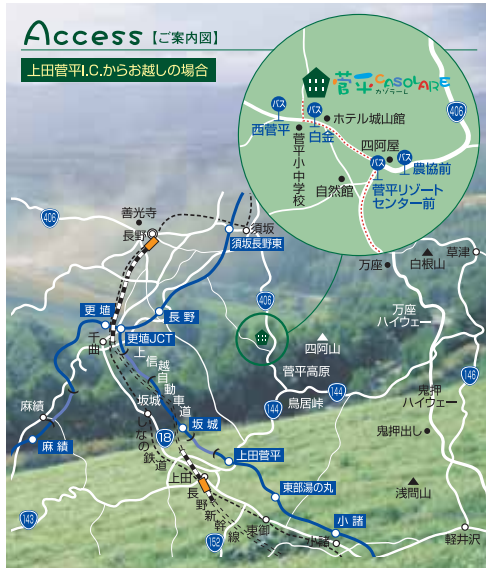 Access【ご案内図】
上田菅平I.C.からお越しの場合
菅平 CASOLARE
カソラーレ
406
バス
バス
ホテル城山館
西菅平
白金
菅平小中学校
四阿屋
バス
バス
農協前
自然館
菅平リゾート
センター前
406
善光寺
長野
須坂
須坂長野東
万座
白根山
草津
406
更埴
長野
万座
ハイウェー
千曲
更埴JCT
上信越自動車道
四阿山
菅平高原
146
144
鬼押
ハイウェー
麻績
坂城
鳥居峠
144
しなの鉄道
18
坂城
鬼押出し
麻績
上田菅平
上田
浅間山
東部湯の丸
長野新幹線
143
152
東御
小諸
小諸
軽井沢